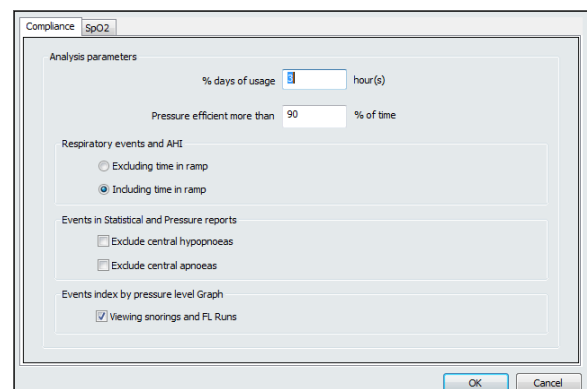 Compliance SpO2
Analysis parameters
% days of usage 3 hour(s)
Pressure efficient more than 90 % of time
Respiratory events and AHI
Excluding time in ramp
Including time in ramp
Events in Statistical and Pressure reports
Exclude central hypopnoeas
Exclude central apnoeas
Events index by pressure level Graph
Viewing snorings and FL Runs
OK Cancel